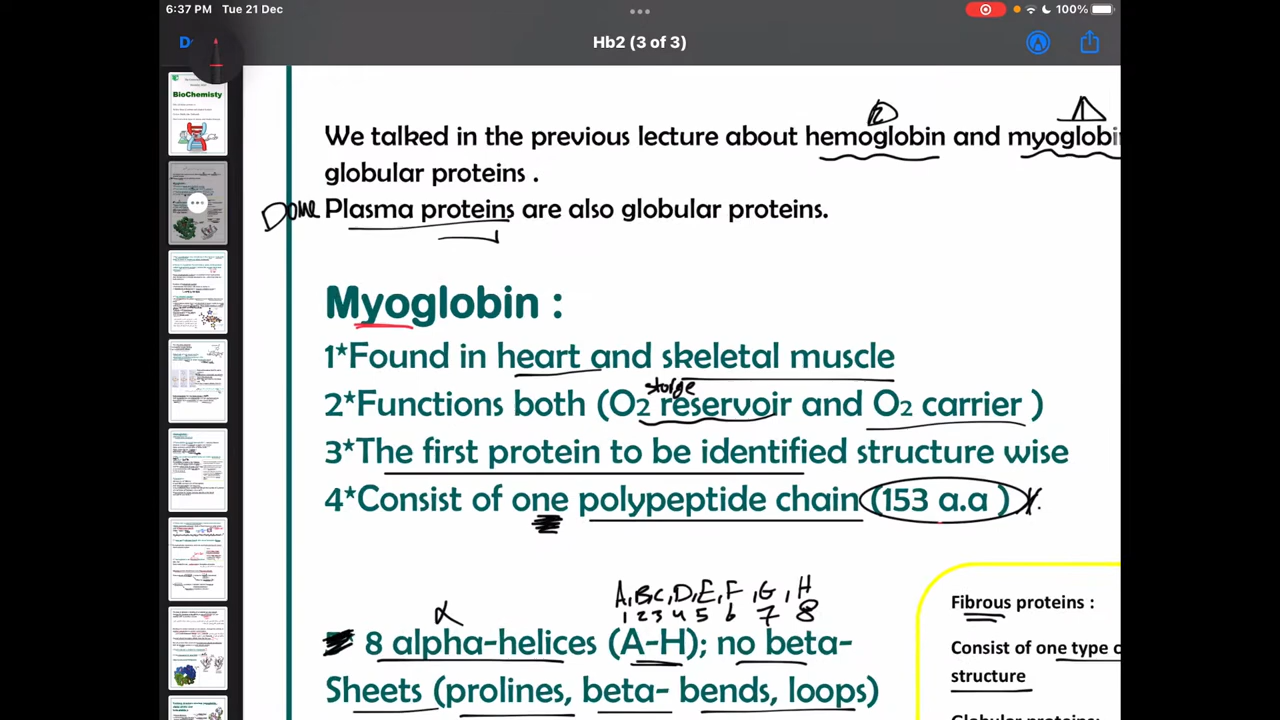 6:37 PM Tue 21 Dec
100%
Hb2 (3 of 3)
BioChemisty
We talked in the previous lecture about hemoglobin and myoglobi
globular proteins .
Done Plasma proteins are also globular proteins.
Myoglobin :
1*Found in heart and skeletal muscle
storge
2*Functions both (O2 reservoir and O2 carrier )
3*The first protein to be identified structure wise
4*Consist of one polypeptide chain (153 a.a )
A, B, C, D, E, F, G, H
1 2 3 4 5 6 7 8
α
8 alpha-helices (A-H); no beta-
Sheets (prolines, beta- bends, loops)
Fibrous proteins :
Consist of one type
structure
Globular proteins: